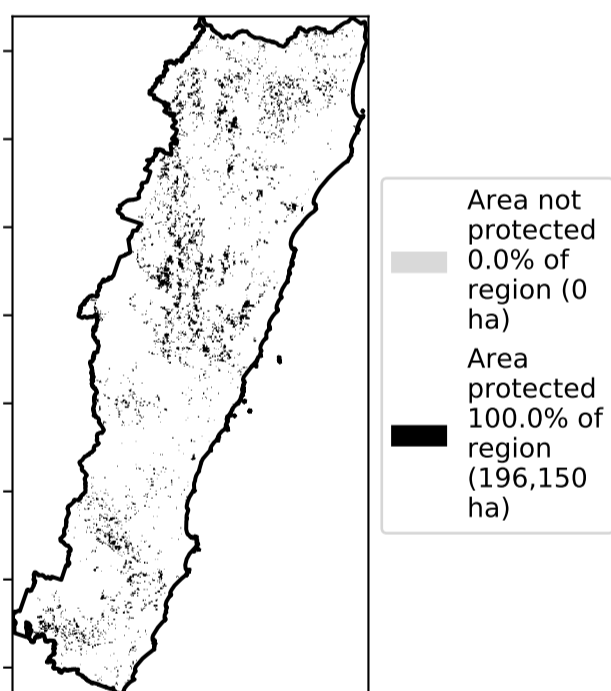 Area not
protected
0.0% of
region (0
ha)
Area
protected
100.0% of
region
(196,150
ha)